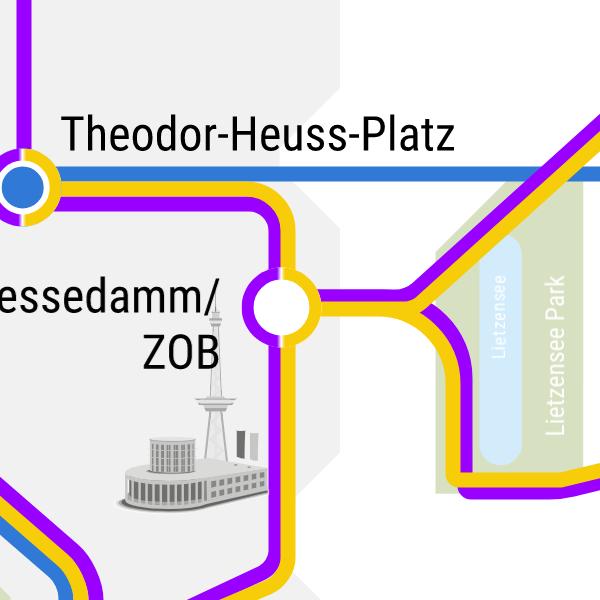 Theodor-Heuss-Platz
essedamm/
ZOB
Lietzensee
Lietzensee Park